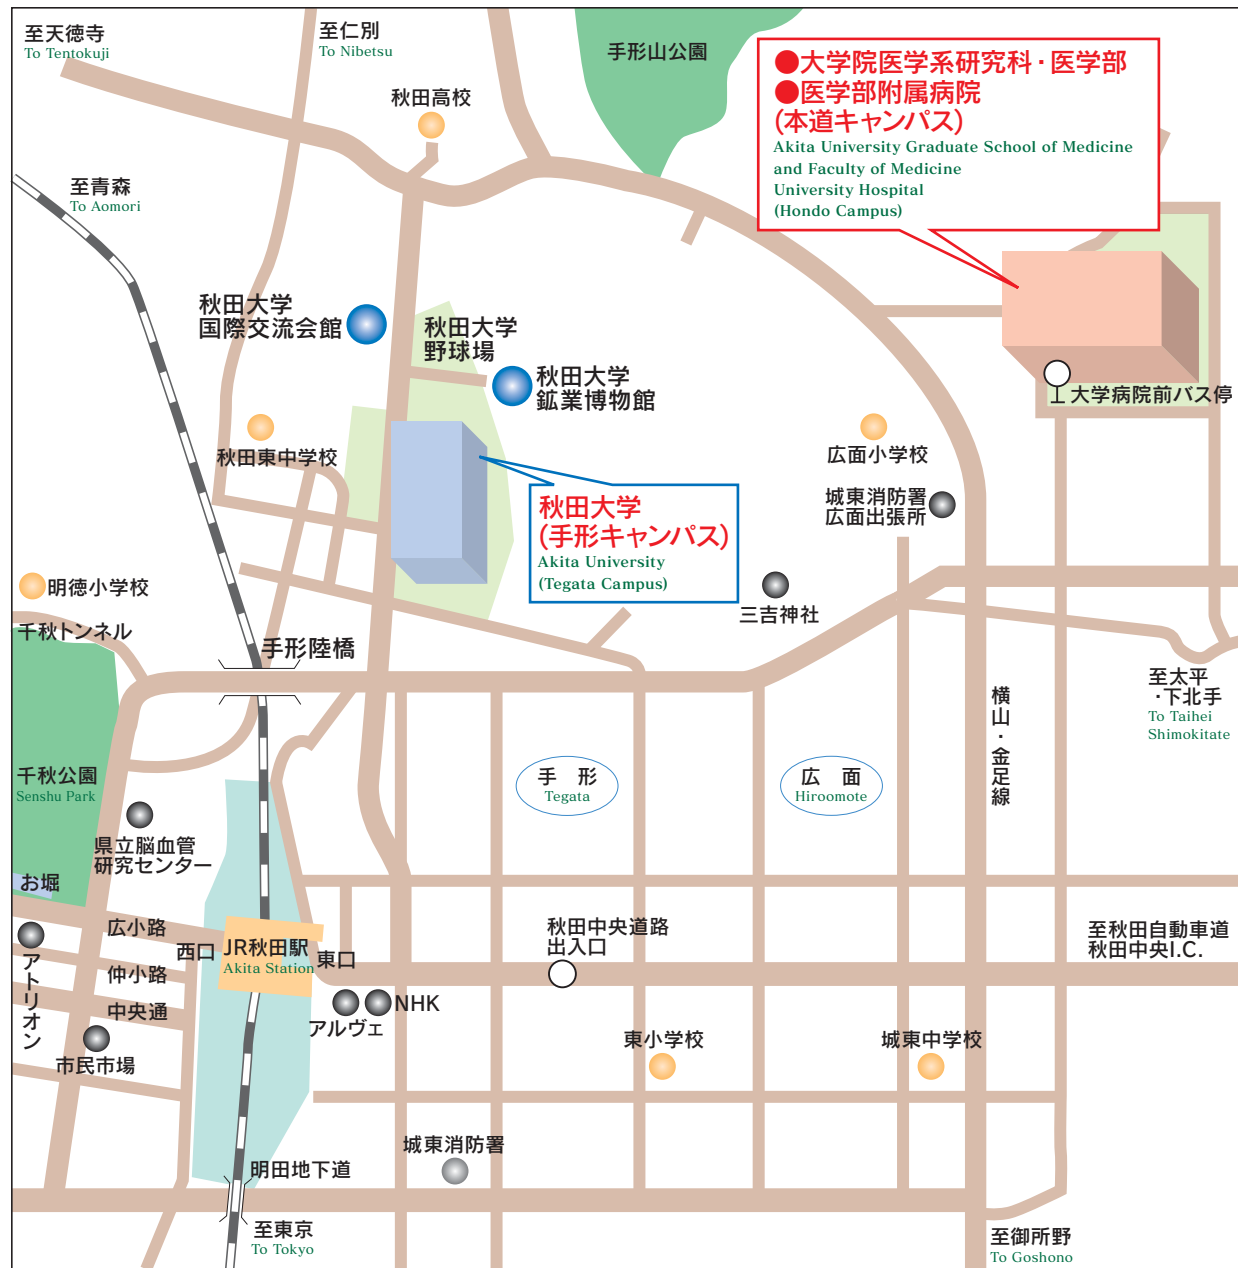 至天徳寺
To Tentokuji
至仁別
To Nibetsu
手形山公園
●大学院医学系研究科・医学部
●医学部附属病院
(本道キャンパス)
Akita University Graduate School of Medicine
and Faculty of Medicine
University Hospital
(Hondo Campus)
秋田高校
至青森
To Aomori
秋田大学
国際交流会館
秋田大学
野球場
秋田大学
鉱業博物館
大学病院前バス停
秋田東中学校
広面小学校
城東消防署
広面出張所
秋田大学
(手形キャンパス)
Akita University
(Tegata Campus)
明徳小学校
三吉神社
千秋トンネル
手形陸橋
至太平
・下北手
To Taihei
Shimokitate
横山・金足線
千秋公園
Senshu Park
手 形
Tegata
広 面
Hiroomote
県立脳血管
研究センター
お堀
広小路
西口
JR秋田駅
Akita Station
東口
秋田中央道路
出入口
至秋田自動車道
秋田中央I.C.
アトリオン
仲小路
中央通
アルヴェ
NHK
市民市場
東小学校
城東中学校
城東消防署
明田地下道
至東京
To Tokyo
至御所野
To Goshono